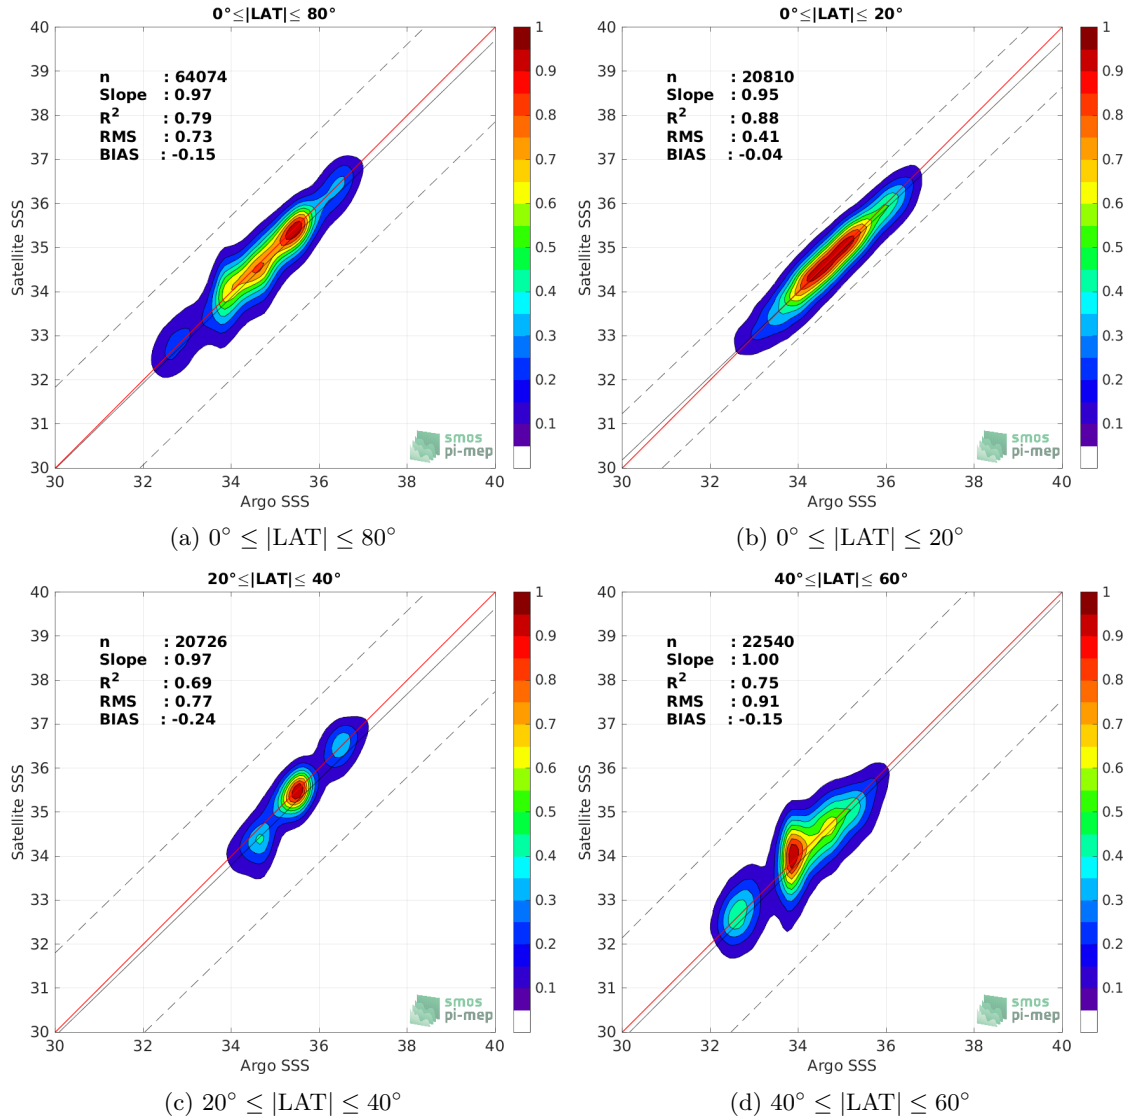 0°≤|LAT|≤ 80°
n : 64074
Slope : 0.97
R² : 0.79
RMS : 0.73
BIAS : -0.15
Satellite SSS
40
39
38
37
36
35
34
33
32
31
30
30 32 34 36 38 40
Argo SSS
1
0.9
0.8
0.7
0.6
0.5
0.4
0.3
0.2
0.1
smos
pi-mep
(a) 0° ≤ |LAT| ≤ 80°
0°≤|LAT|≤ 20°
n : 20810
Slope : 0.95
R² : 0.88
RMS : 0.41
BIAS : -0.04
Satellite SSS
40
39
38
37
36
35
34
33
32
31
30
30 32 34 36 38 40
Argo SSS
1
0.9
0.8
0.7
0.6
0.5
0.4
0.3
0.2
0.1
smos
pi-mep
(b) 0° ≤ |LAT| ≤ 20°
20°≤|LAT|≤ 40°
n : 20726
Slope : 0.97
R² : 0.69
RMS : 0.77
BIAS : -0.24
Satellite SSS
40
39
38
37
36
35
34
33
32
31
30
30 32 34 36 38 40
Argo SSS
1
0.9
0.8
0.7
0.6
0.5
0.4
0.3
0.2
0.1
smos
pi-mep
(c) 20° ≤ |LAT| ≤ 40°
40°≤|LAT|≤ 60°
n : 22540
Slope : 1.00
R² : 0.75
RMS : 0.91
BIAS : -0.15
Satellite SSS
40
39
38
37
36
35
34
33
32
31
30
30 32 34 36 38 40
Argo SSS
1
0.9
0.8
0.7
0.6
0.5
0.4
0.3
0.2
0.1
smos
pi-mep
(d) 40° ≤ |LAT| ≤ 60°